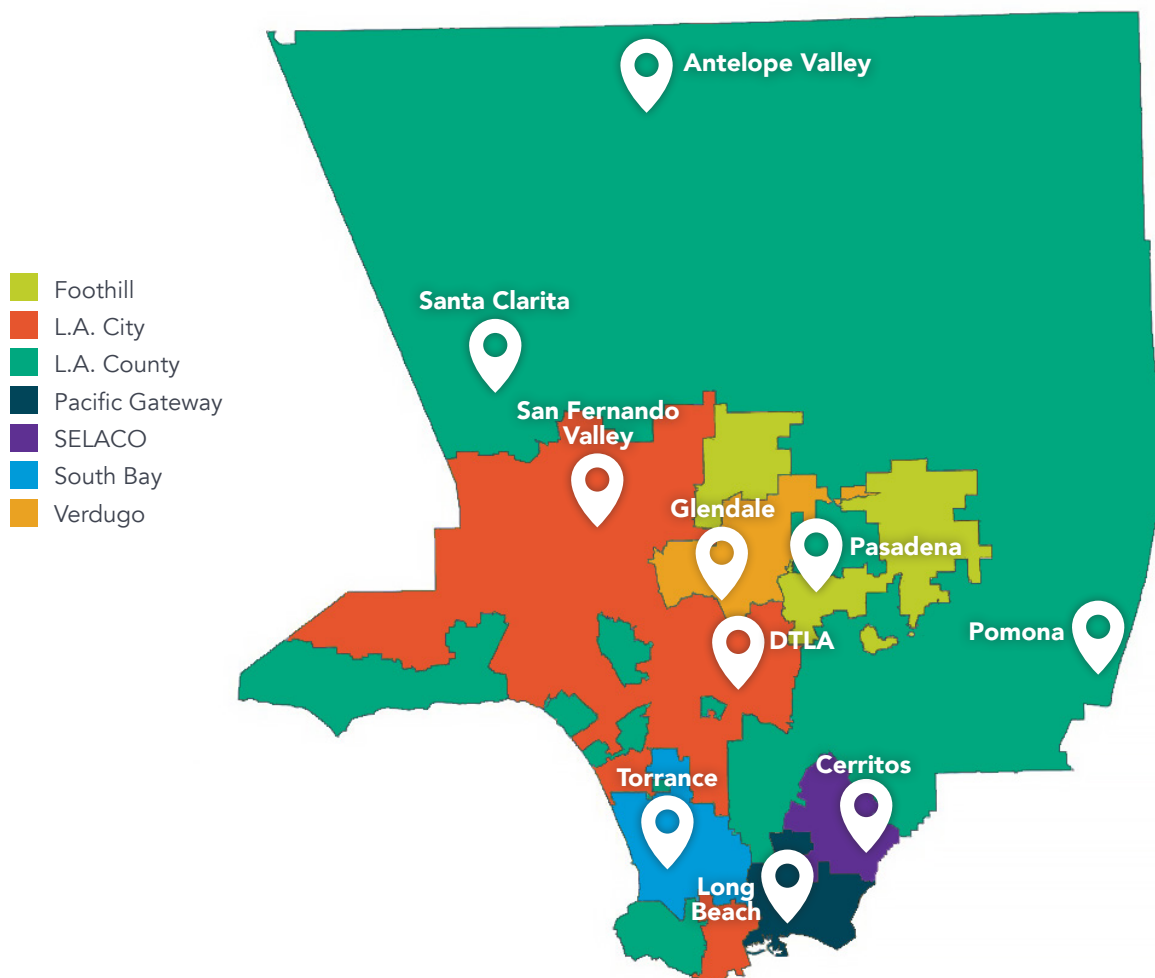 Antelope Valley
Foothill
L.A. City
L.A. County
Pacific Gateway
SELACO
South Bay
Verdugo
Santa Clarita
San Fernando
Valley
Glendale
Pasadena
Pomona
DTLA
Cerritos
Torrance
Long
Beach